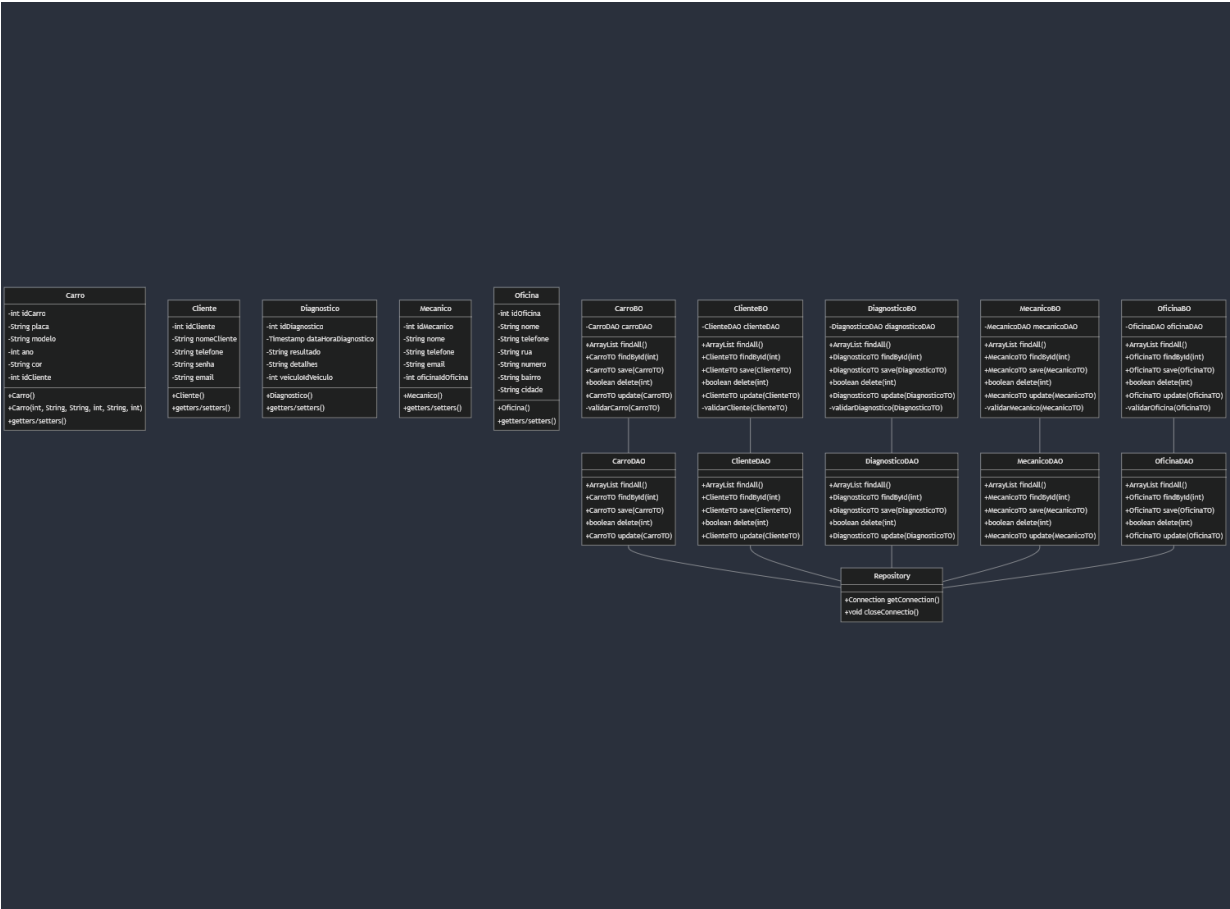 Carro
-int idCarro
-String placa
-String modelo
-int ano
-String cor
-int idCliente
+Carro()
+Carro(int, String, String, int, String, int)
+getters/setters()
Cliente
-int idCliente
-String nomeCliente
-String telefone
-String senha
-String email
+Cliente()
+getters/setters()
Diagnostico
-int idDiagnostico
-Timestamp dataHoraDiagnostico
-String resultado
-String detalhes
-int veiculoIdVeiculo
+Diagnostico()
+getters/setters()
Mecanico
-int idMecanico
-String nome
-String telefone
-String email
-int oficinaIdOficina
+Mecanico()
+getters/setters()
Oficina
-int idOficina
-String nome
-String telefone
-String rua
-String numero
-String bairro
-String cidade
+Oficina()
+getters/setters()
CarroBO
-CarroDAO carroDAO
+ArrayList findAll()
+CarroTO findById(int)
+CarroTO save(CarroTO)
+boolean delete(int)
+CarroTO update(CarroTO)
-validarCarro(CarroTO)
ClienteBO
-ClienteDAO clienteDAO
+ArrayList findAll()
+ClienteTO findById(int)
+ClienteTO save(ClienteTO)
+boolean delete(int)
+ClienteTO update(ClienteTO)
-validarCliente(ClienteTO)
DiagnosticoBO
-DiagnosticoDAO diagnosticoDAO
+ArrayList findAll()
+DiagnosticoTO findById(int)
+DiagnosticoTO save(DiagnosticoTO)
+boolean delete(int)
+DiagnosticoTO update(DiagnosticoTO)
-validarDiagnostico(DiagnosticoTO)
MecanicoBO
-MecanicoDAO mecanicoDAO
+ArrayList findAll()
+MecanicoTO findById(int)
+MecanicoTO save(MecanicoTO)
+boolean delete(int)
+MecanicoTO update(MecanicoTO)
-validarMecanico(MecanicoTO)
OficinaBO
-OficinaDAO oficinaDAO
+ArrayList findAll()
+OficinaTO findById(int)
+OficinaTO save(OficinaTO)
+boolean delete(int)
+OficinaTO update(OficinaTO)
-validarOficina(OficinaTO)
CarroDAO
+ArrayList findAll()
+CarroTO findById(int)
+CarroTO save(CarroTO)
+boolean delete(int)
+CarroTO update(CarroTO)
ClienteDAO
+ArrayList findAll()
+ClienteTO findById(int)
+ClienteTO save(ClienteTO)
+boolean delete(int)
+ClienteTO update(ClienteTO)
DiagnosticoDAO
+ArrayList findAll()
+DiagnosticoTO findById(int)
+DiagnosticoTO save(DiagnosticoTO)
+boolean delete(int)
+DiagnosticoTO update(DiagnosticoTO)
MecanicoDAO
+ArrayList findAll()
+MecanicoTO findById(int)
+MecanicoTO save(MecanicoTO)
+boolean delete(int)
+MecanicoTO update(MecanicoTO)
OficinaDAO
+ArrayList findAll()
+OficinaTO findById(int)
+OficinaTO save(OficinaTO)
+boolean delete(int)
+OficinaTO update(OficinaTO)
Repository
+Connection getConnection()
+void closeConnectio()